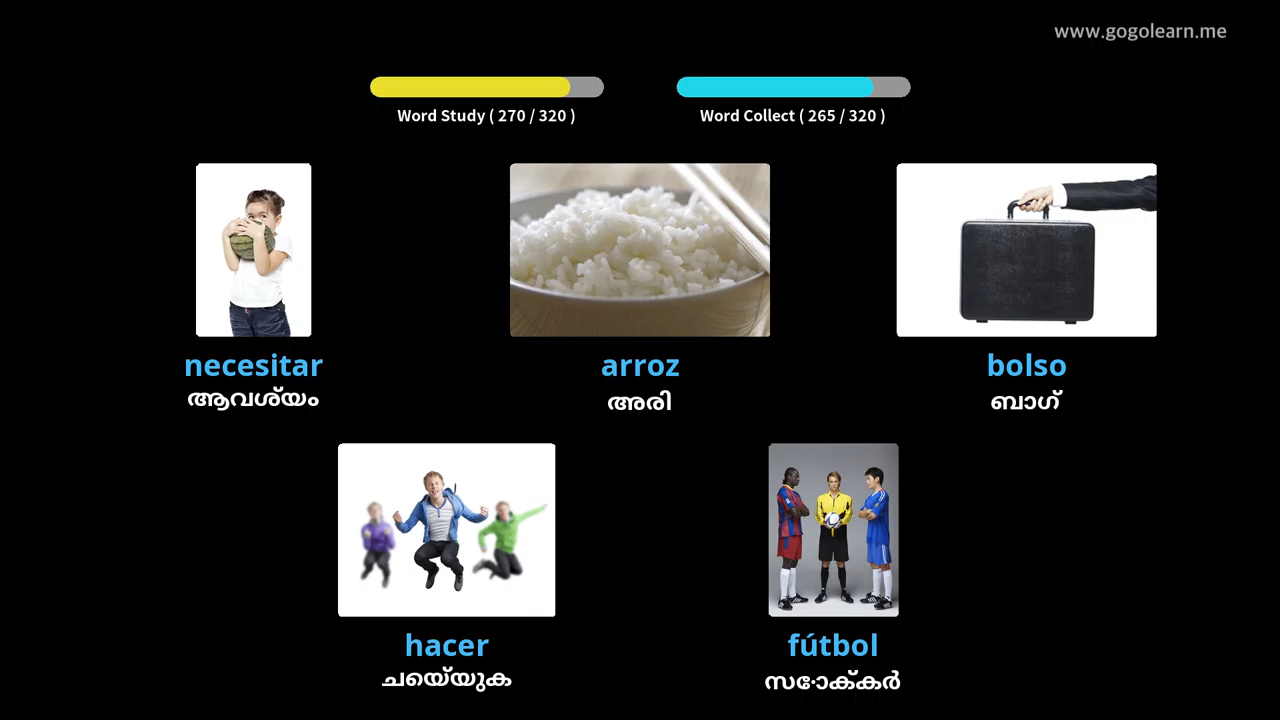 www.gogolearn.me
Word Study ( 270 / 320 )
Word Collect ( 265 / 320 )
necesitar
ആവശ്യം
arroz
അരി
bolso
ബാഗ്
hacer
ചയെ്യുക
fútbol
സോക്കർ